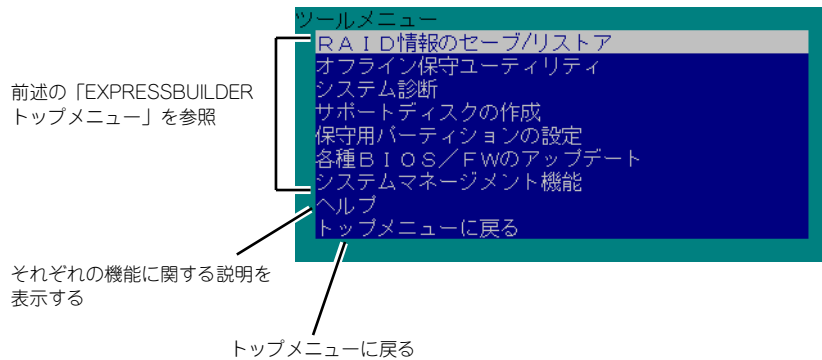 ツールメニュー
ＲＡＩＤ情報のセーブ/リストア
オフライン保守ユーティリティ
システム診断
サポートディスクの作成
保守用パーティションの設定
各種ＢＩＯＳ／ＦＷのアップデート
システムマネージメント機能
ヘルプ
トップメニューに戻る
前述の「EXPRESSBUILDER
トップメニュー」を参照
それぞれの機能に関する説明を
表示する
トップメニューに戻る